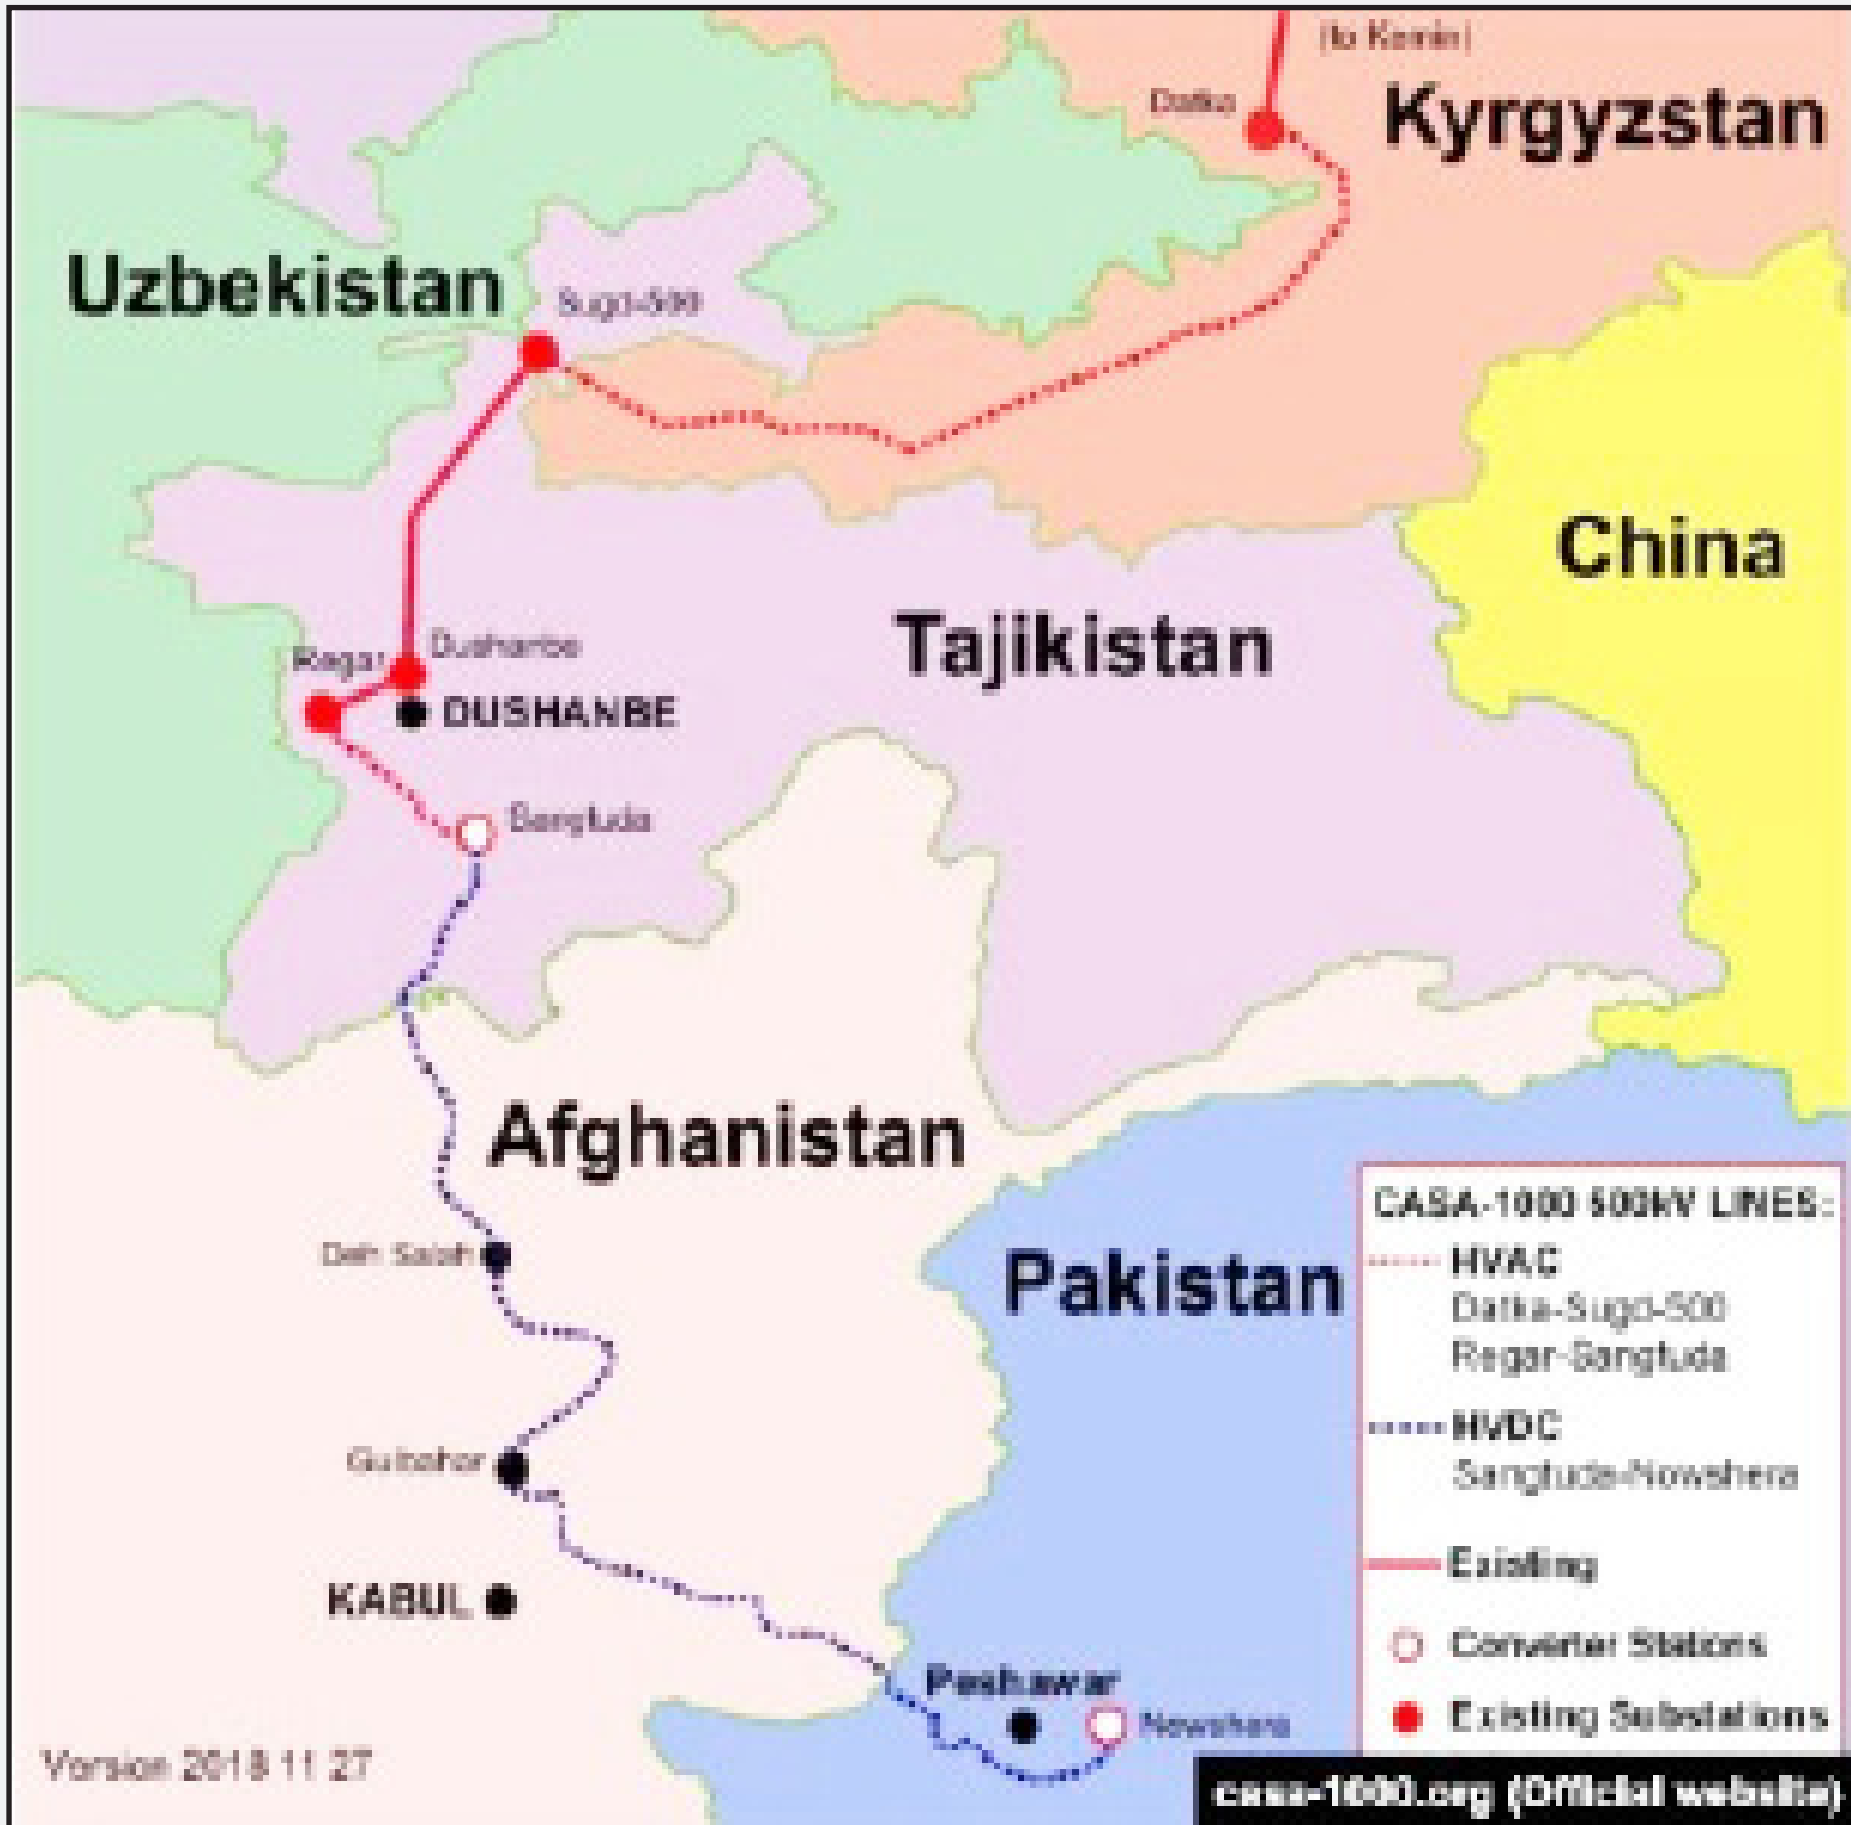 (to Kemin)
Datka
Kyrgyzstan
Uzbekistan
Sugd-500
China
Tajikistan
Regar
Dushanbe
DUSHANBE
Sangtuda
Afghanistan
Pakistan
Dah Salah
Gulbahar
KABUL
Peshawar
Nowshera
CASA-1000 500kV LINES:
HVAC
Datka-Sugd-500
Regar-Sangtuda
HVDC
Sangtuda-Nowshera
Existing
Converter Stations
Existing Substations
Version 2018 11 27
casa-1000.org (Official website)